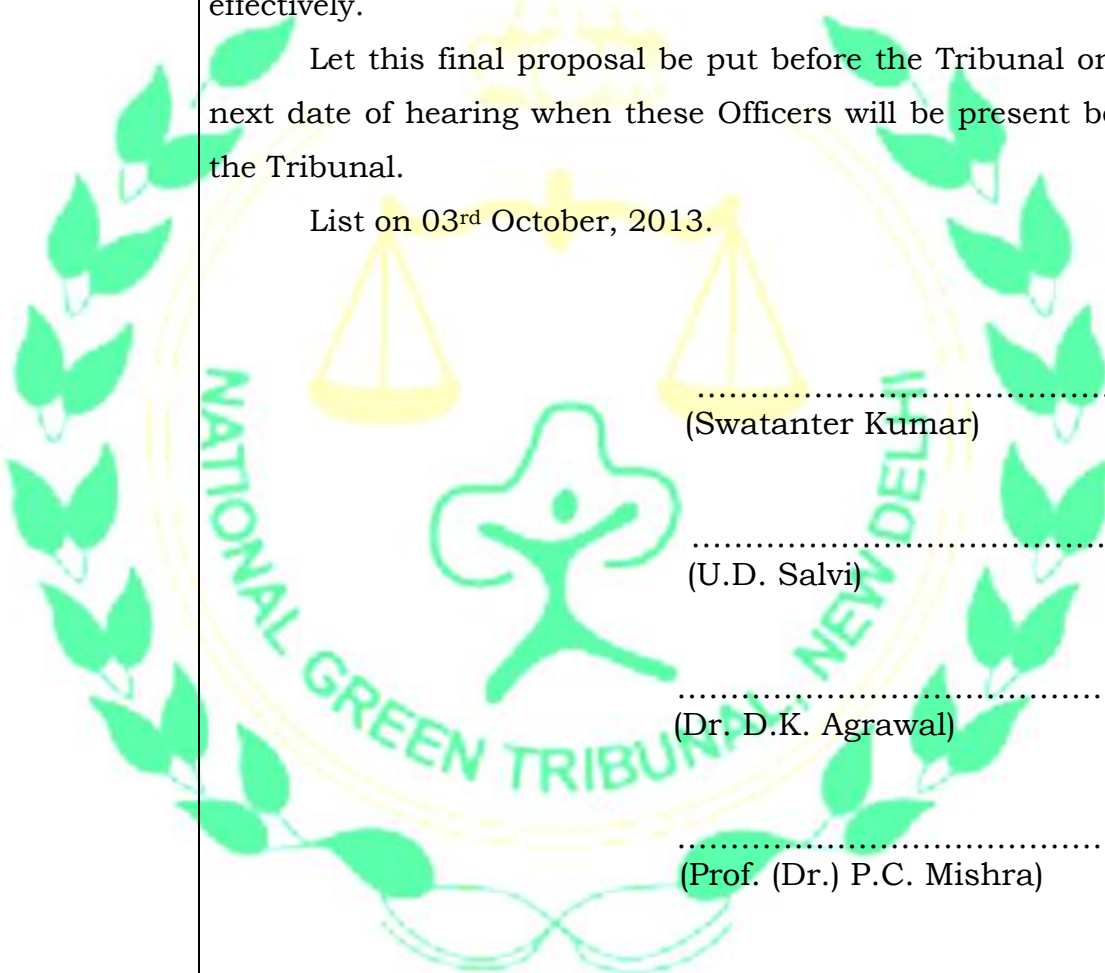 effectively.
Let this final proposal be put before the Tribunal on
next date of hearing when these Officers will be present be
the Tribunal.
List on 03rd October, 2013.
………………………………….
(Swatanter Kumar)
………………………………….
(U.D. Salvi)
………………………………….
(Dr. D.K. Agrawal)
………………………………….
(Prof. (Dr.) P.C. Mishra)
NATIONAL GREEN TRIBUNAL, NEW DELHI